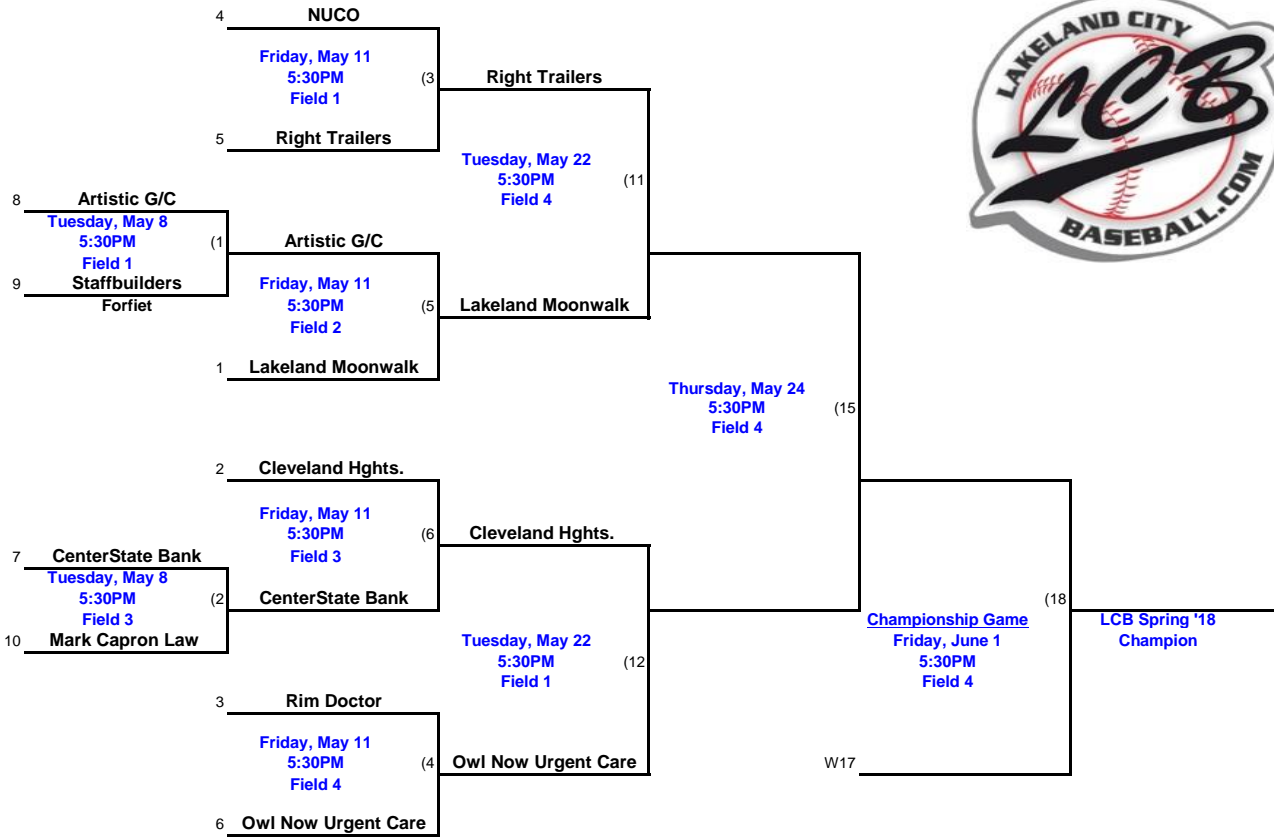 4 NUCO
Friday, May 11
5:30PM
Field 1
(3
5 Right Trailers
Right Trailers
Tuesday, May 22
5:30PM
Field 4
(11
8 Artistic G/C
Tuesday, May 8
5:30PM
Field 1
(1
9 Staffbuilders
Forfiet
Artistic G/C
Friday, May 11
5:30PM
Field 2
(5
1 Lakeland Moonwalk
Lakeland Moonwalk
Thursday, May 24
5:30PM
Field 4
(15
2 Cleveland Hghts.
Friday, May 11
5:30PM
Field 3
(6
Cleveland Hghts.
7 CenterState Bank
Tuesday, May 8
5:30PM
Field 3
(2
10 Mark Capron Law
CenterState Bank
Tuesday, May 22
5:30PM
Field 1
(12
3 Rim Doctor
Friday, May 11
5:30PM
Field 4
(4
6 Owl Now Urgent Care
Owl Now Urgent Care
Championship Game
Friday, June 1
5:30PM
Field 4
(18
W17
LCB Spring '18
Champion
LAKELAND CITY
LCB
BASEBALL.COM